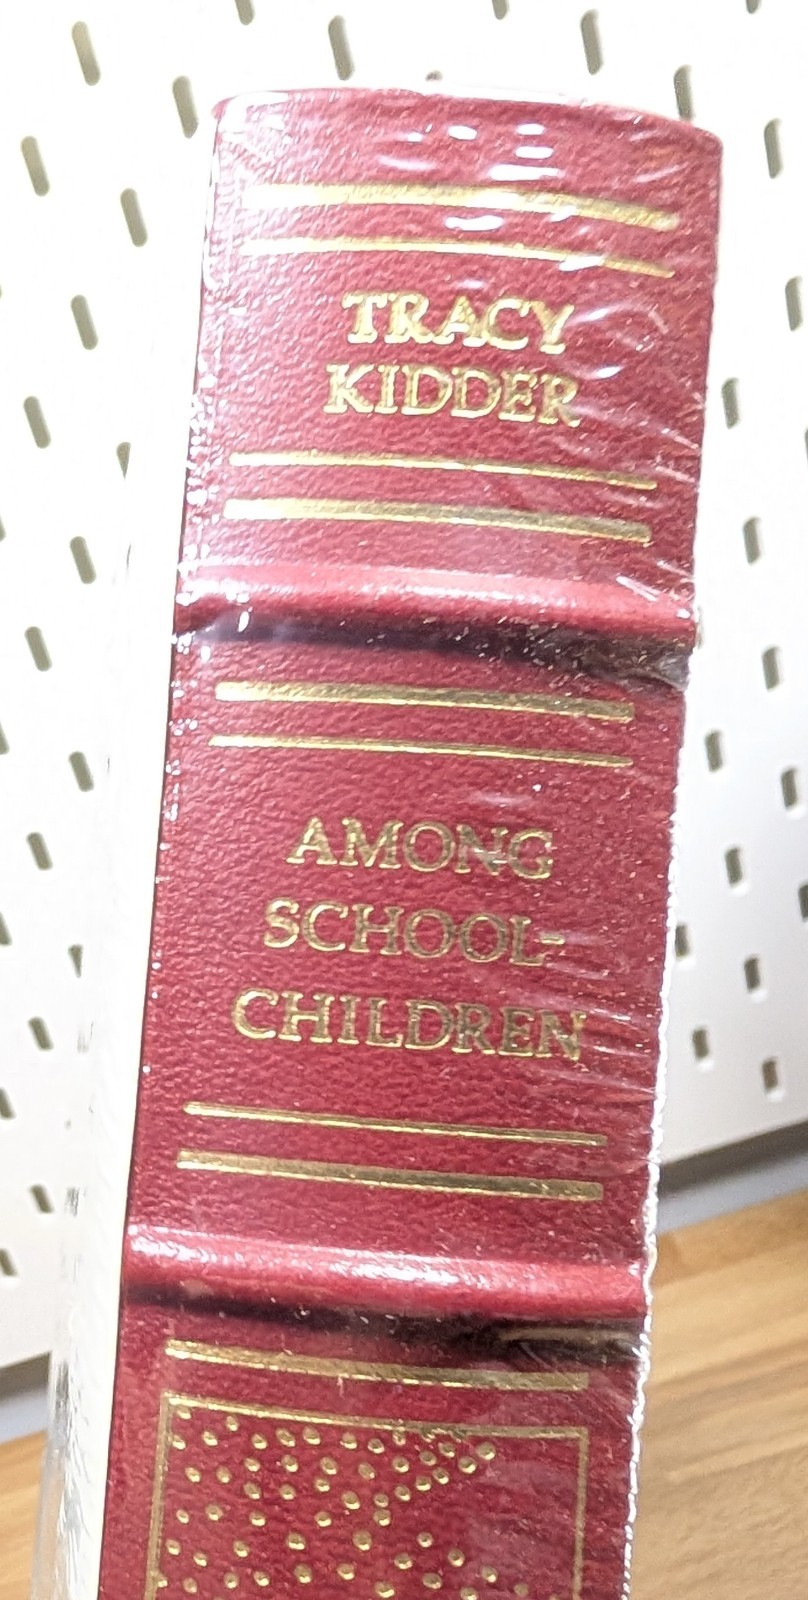 TRACY
KIDDER
AMONG
SCHOOL-
CHILDREN